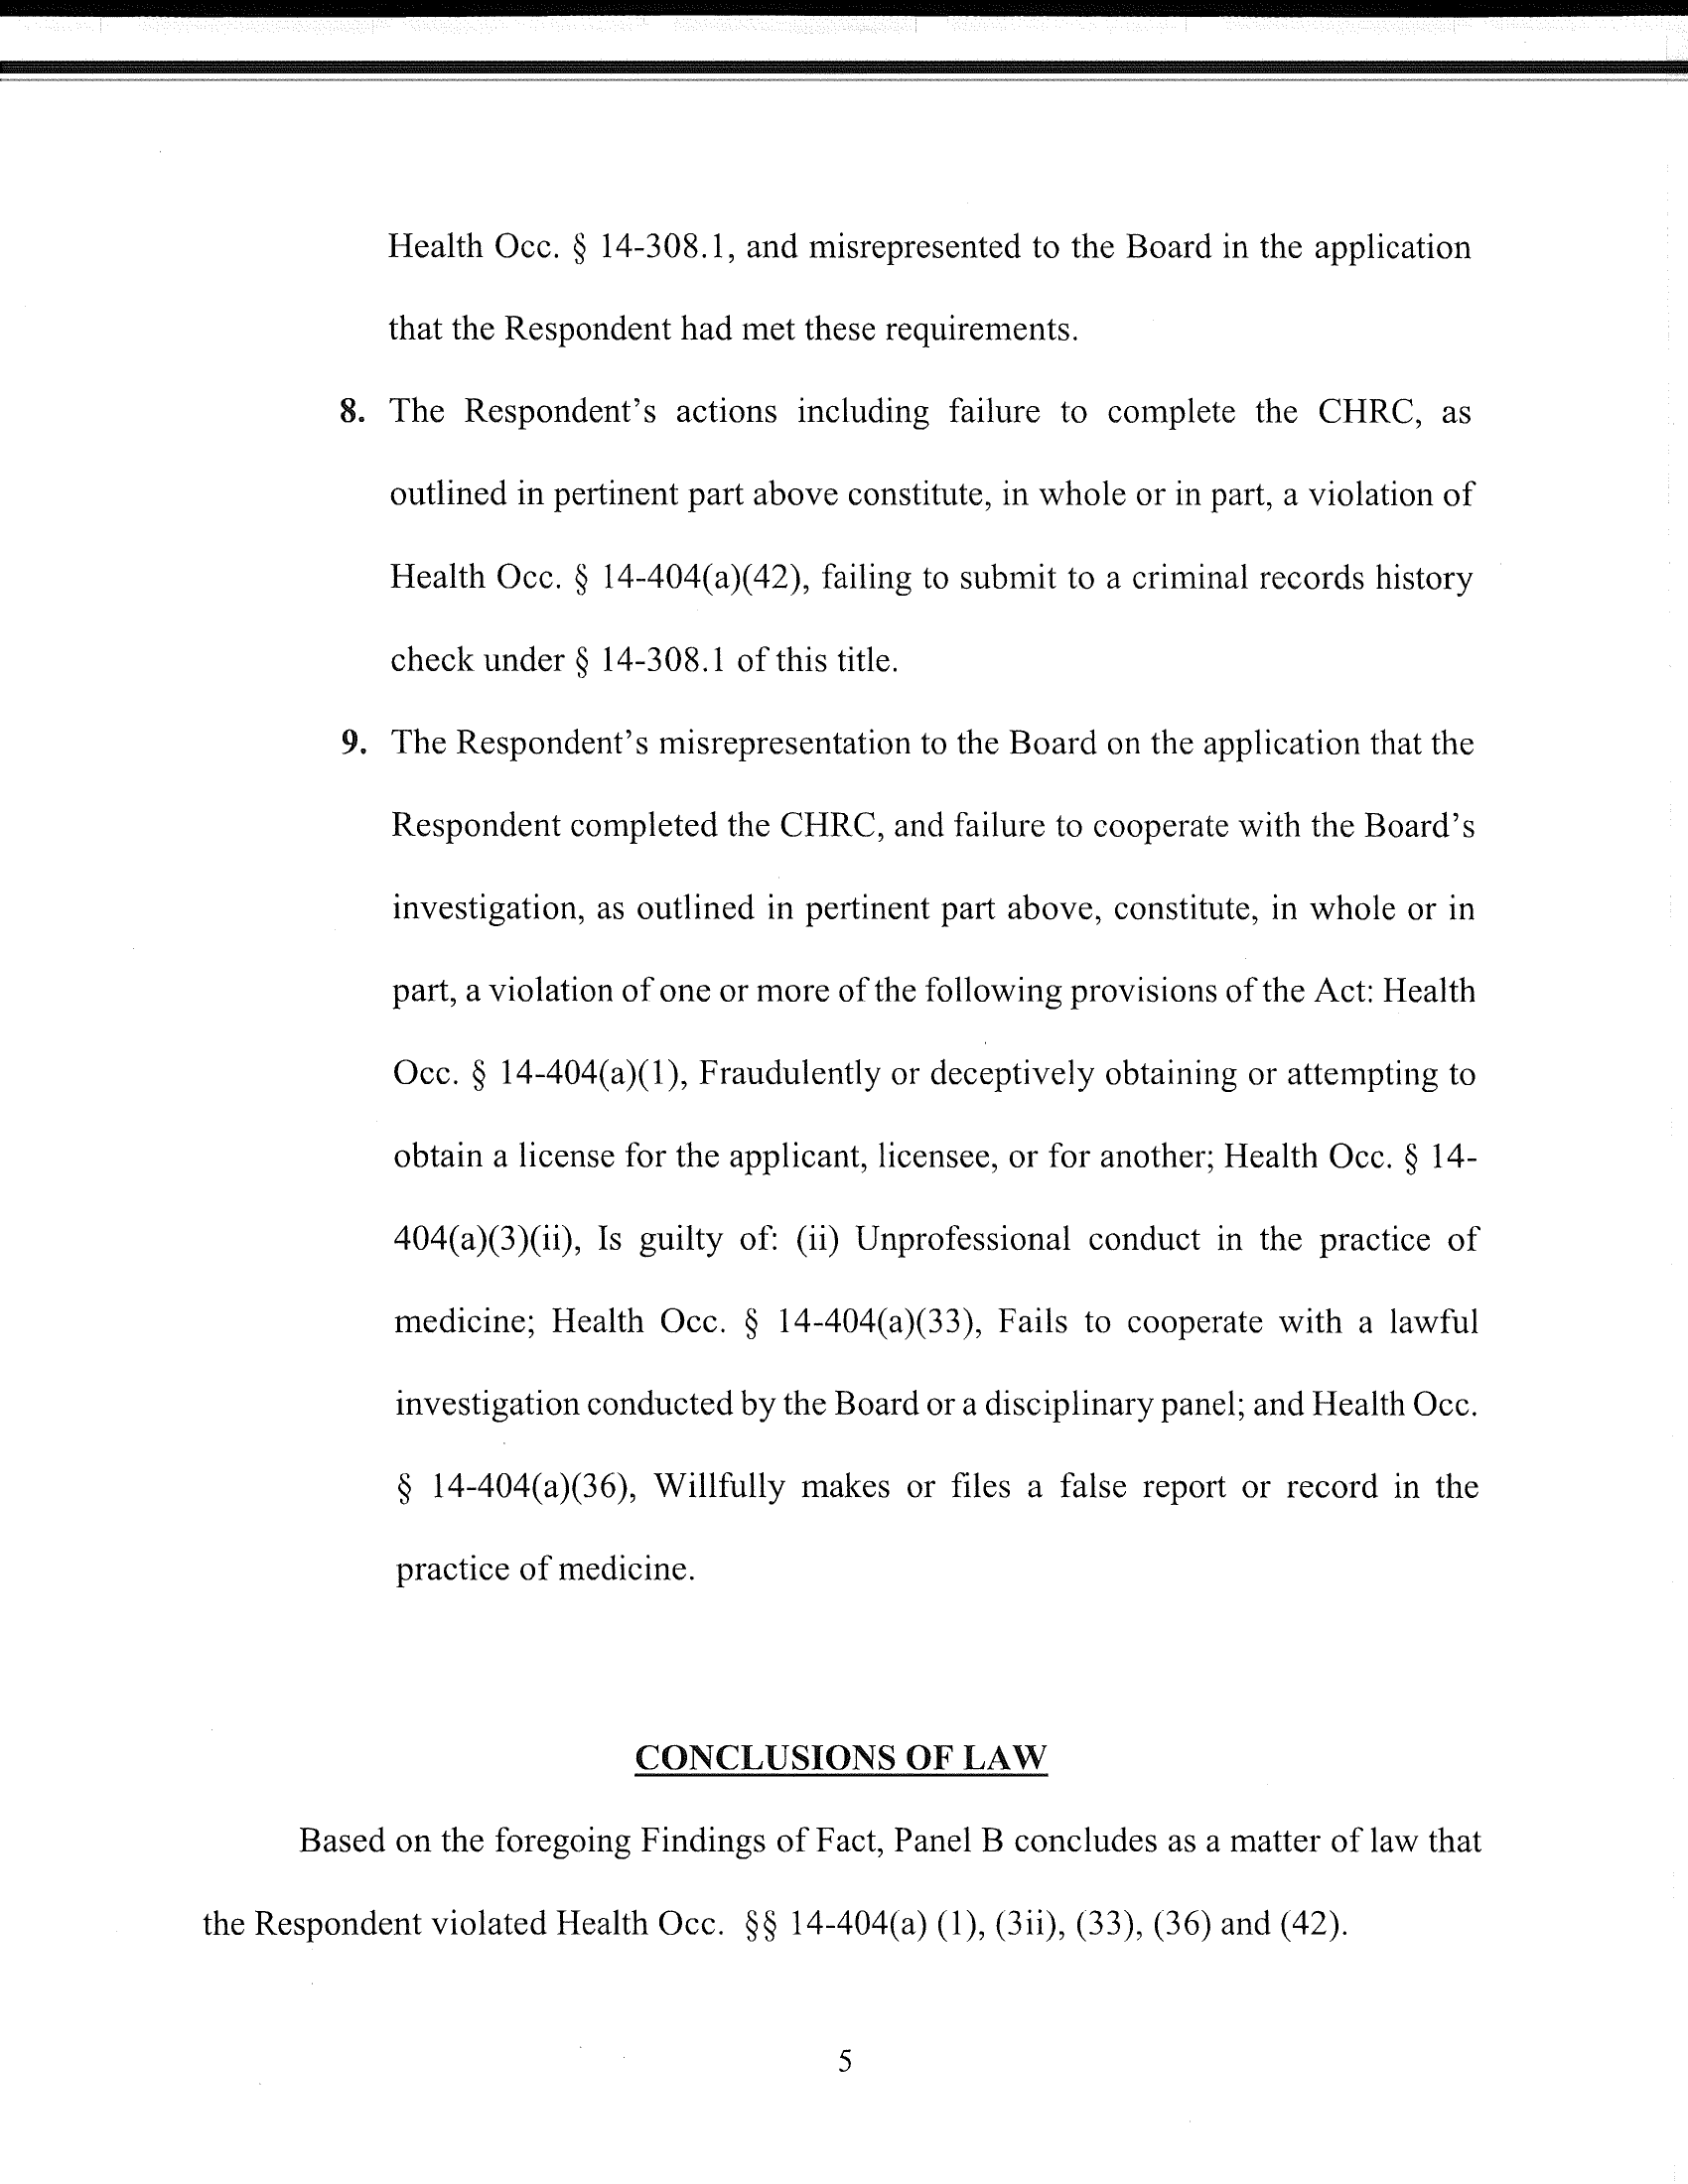 Health Occ. § 14-308.1, and misrepresented to the Board in the application
that the Respondent had met these requirements.
8. The Respondent's actions including failure to complete the CHRC, as
outlined in pertinent part above constitute, in whole or in part, a violation of
Health Occ. § 14-404(a)(42), failing to submit to a criminal records history
check under § 14-308.1 of this title.
9. The Respondent's misrepresentation to the Board on the application that the
Respondent completed the CHRC, and failure to cooperate with the Board's
investigation, as outlined in pertinent part above, constitute, in whole or in
part, a violation of one or more of the following provisions of the Act: Health
Occ. § 14-404(a)(1), Fraudulently or deceptively obtaining or attempting to
obtain a license for the applicant, licensee, or for another; Health Occ. § 14-
404(a)(3)(ii), Is guilty of: (ii) Unprofessional conduct in the practice of
medicine; Health Occ. § 14-404(a)(33), Fails to cooperate with a lawful
investigation conducted by the Board or a disciplinary panel; and Health Occ.
§ 14-404(a)(36), Willfully makes or files a false report or record in the
practice of medicine.
CONCLUSIONS OF LAW
Based on the foregoing Findings of Fact, Panel B concludes as a matter of law that
the Respondent violated Health Occ. §§ 14-404(a) (1), (3ii), (33), (36) and (42).
5